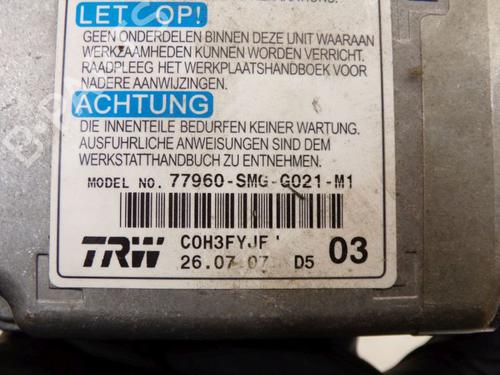 LET OP!
GEEN ONDERDELEN BINNEN DEZE UNIT WAARAAN
WERKZAAMHEDEN KUNNEN WORDEN VERRICHT.
RAADPLEEG HET WERKPLAATSHANDBOEK VOOR
NADERE AANWIJZINGEN.
ACHTUNG
DIE INNENTEILE BEDURFEN KEINER WARTUNG.
AUSFUHRLICHE ANWEISUNGEN SIND DEM
WERKSTATTHANDBUCH ZU ENTNEHMEN.
MODEL NO. 77960-SMG-G021-M1
TRW C0H3FYJF 03
26.07.07 D5